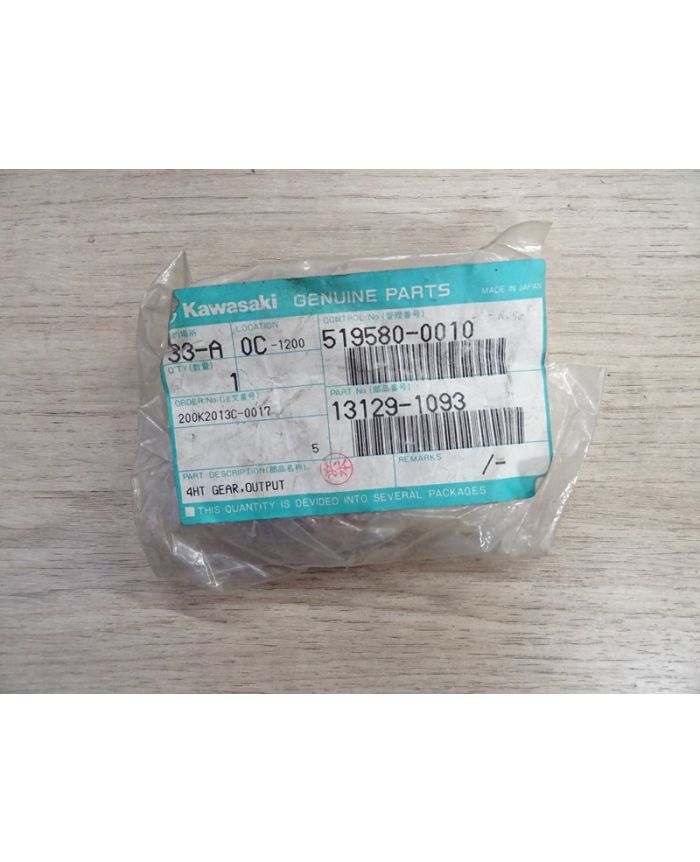 Kawasaki GENUINE PARTS MADE IN JAPAN
LOCATION
CONTROL No (管理番号)
33-A 0C-1200 519580-0010
Q'TY (数量)
1
ORDER No (注文番号)
PART No (部品番号)
200K2013C-0017
13129-1093
5
PART DESCRIPTION (部品名称)
REMARKS
/-
4HT GEAR,OUTPUT
THIS QUANTITY IS DEVIDED INTO SEVERAL PACKAGES